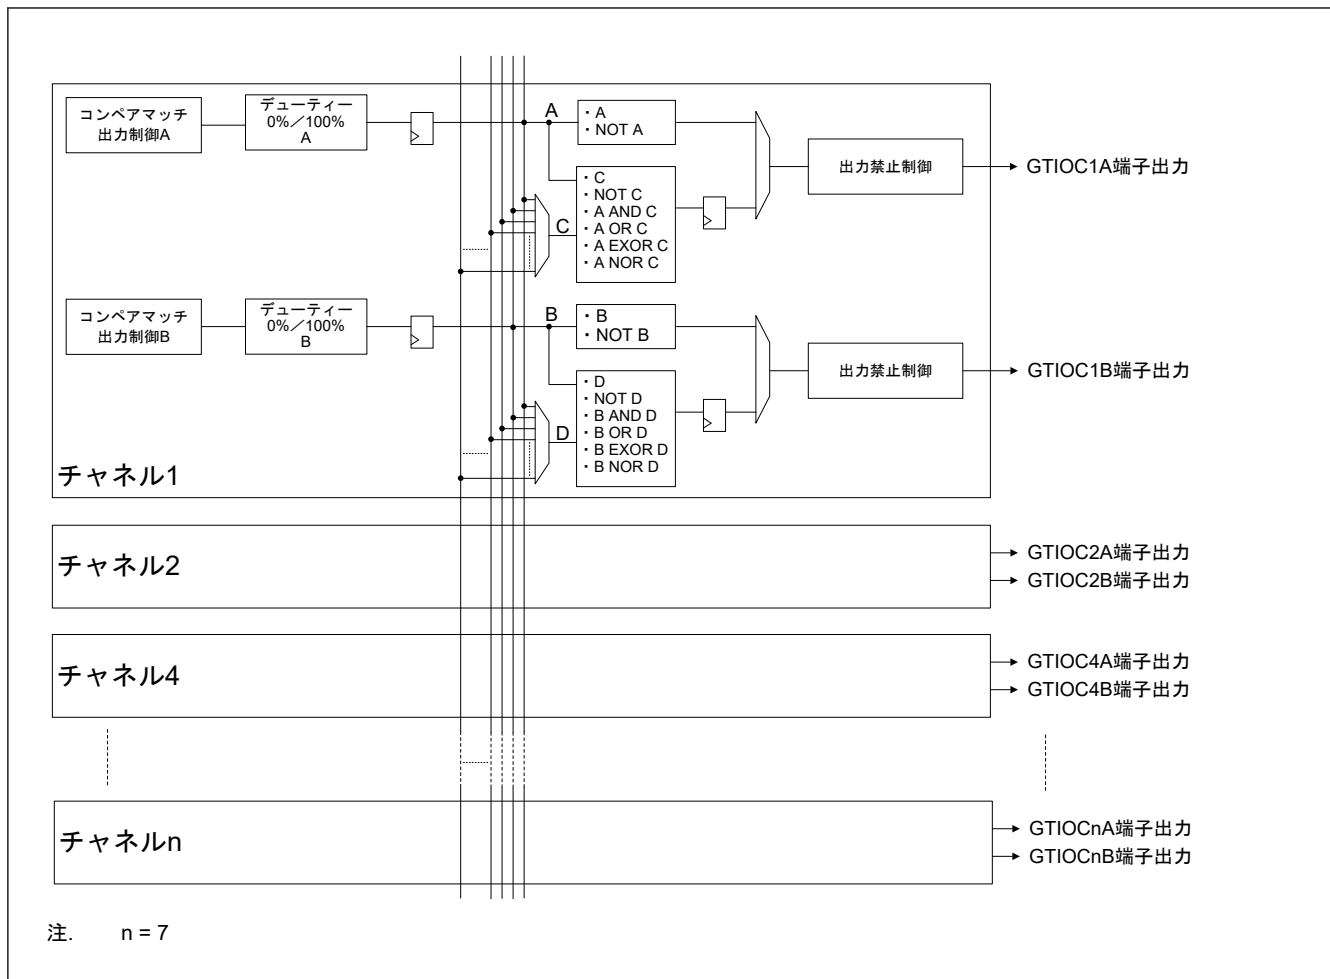 コンペアマッチ
出力制御A
デューティー
0%／100%
A
A
・A
・NOT A
・C
・NOT C
・A AND C
・A OR C
・A EXOR C
・A NOR C
C
出力禁止制御
GTIOC1A端子出力
コンペアマッチ
出力制御B
デューティー
0%／100%
B
B
・B
・NOT B
・D
・NOT D
・B AND D
・B OR D
・B EXOR D
・B NOR D
D
出力禁止制御
GTIOC1B端子出力
チャネル1
チャネル2
GTIOC2A端子出力
GTIOC2B端子出力
チャネル4
GTIOC4A端子出力
GTIOC4B端子出力
チャネルn
GTIOCnA端子出力
GTIOCnB端子出力
注. n = 7